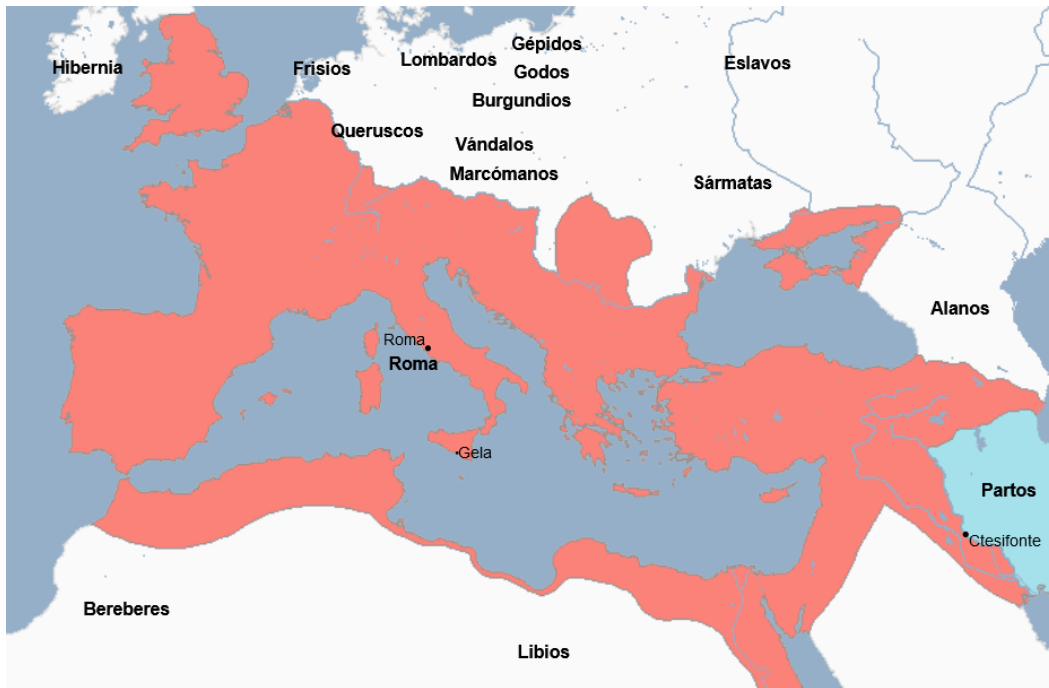 Gépidos
Lombardos
Hibernia
Frisios
Eslavos
Godos
Burgundios
Queruscos
Vándalos
Marcómanos
Sármatas
Alanos
Roma
Roma
Gela
Partos
Ctesifonte
Bereberes
Libios